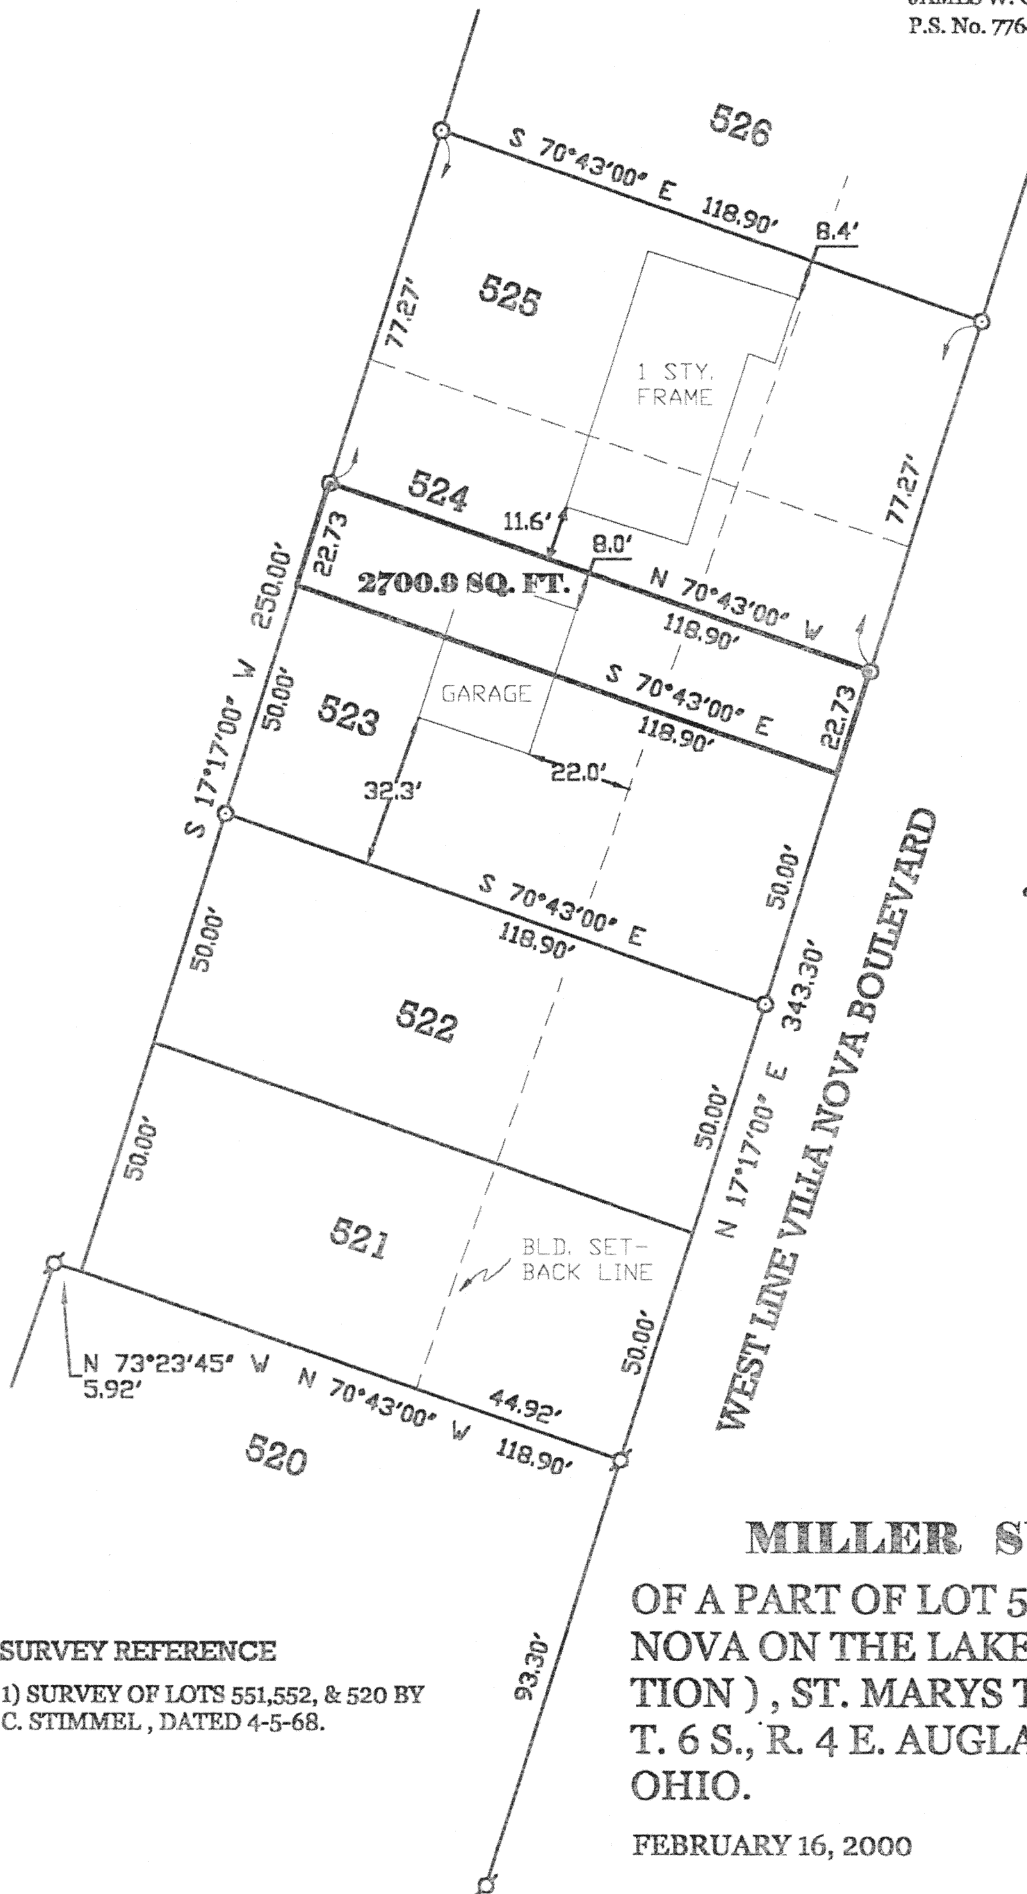 P.S. No. 776
526
S 70°43'00" E 118.90'
8.4'
525
77.27'
1 STY.
FRAME
77.27'
524
11.6'
8.0'
22.73
2700.9 SQ. FT.
N 70°43'00" W
118.90'
S 17°17'00" W 250.00'
50.00'
523
GARAGE
S 70°43'00" E
118.90'
22.73
32.3'
22.0'
50.00'
S 70°43'00" E
118.90'
50.00'
522
N 17°17'00" E 343.30'
WEST LINE VILLA NOVA BOULEVARD
50.00'
50.00'
521
BLD. SET-
BACK LINE
50.00'
N 73°23'45" W
5.92'
N 70°43'00" W 118.90'
44.92'
520
93.30'
MILLER S
OF A PART OF LOT 5
NOVA ON THE LAKE
TION ) , ST. MARYS T
T. 6 S., R. 4 E. AUGLA
OHIO.
FEBRUARY 16, 2000
SURVEY REFERENCE
1) SURVEY OF LOTS 551,552, & 520 BY
C. STIMMEL , DATED 4-5-68.